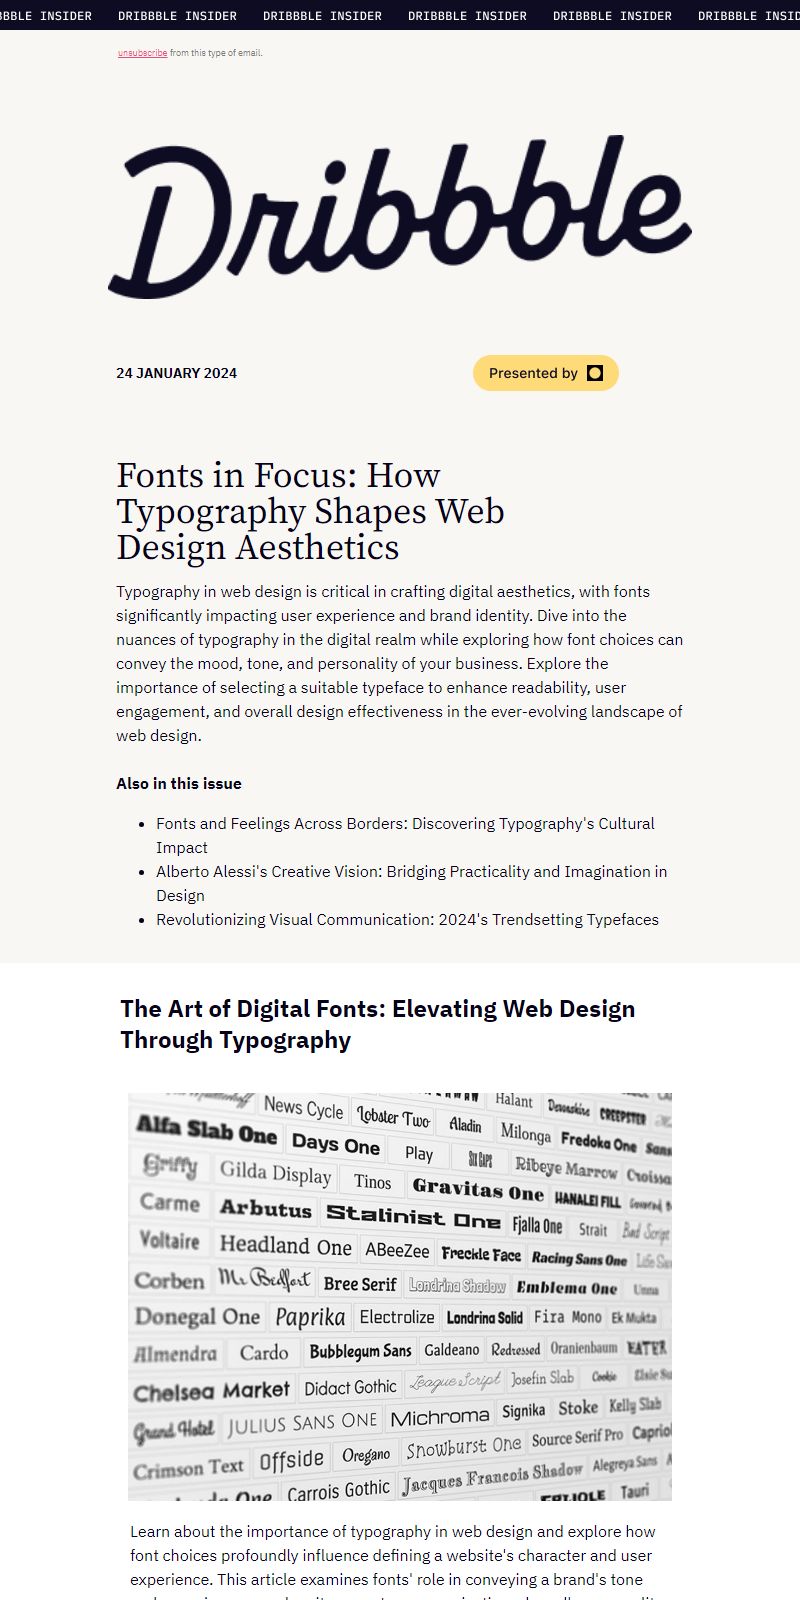 INSIDER DRIBBBLE INSIDER DRIBBBLE INSIDER DRIBBBLE INSIDER DRIBBBLE INSIDER DRIBBBLE
unsubscribe from this type of email.
Dribbble
24 JANUARY 2024
Presented by
Fonts in Focus: How
Typography Shapes Web
Design Aesthetics
Typography in web design is critical in crafting digital aesthetics, with fonts
significantly impacting user experience and brand identity. Dive into the
nuances of typography in the digital realm while exploring how font choices can
convey the mood, tone, and personality of your business. Explore the
importance of selecting a suitable typeface to enhance readability, user
engagement, and overall design effectiveness in the ever-evolving landscape of
web design.
Also in this issue
• Fonts and Feelings Across Borders: Discovering Typography's Cultural
Impact
• Alberto Alessi's Creative Vision: Bridging Practicality and Imagination in
Design
• Revolutionizing Visual Communication: 2024's Trendsetting Typefaces
The Art of Digital Fonts: Elevating Web Design
Through Typography
News Cycle Lobster Two Aladin Halant Devonshire CREEPSTER
Alfa Slab One Days One Play SIX CAPS Milonga Fredoka One Sans
Griffy Gilda Display Tinos Gravitas One Ribeye Marrow Croissa
Carme Arbutus Stalinist One Fjalla One HANALEI FILL Strait Bad Script
Voltaire Headland One ABeeZee Freckle Face Racing Sans One Life Sa
Corben Mr Bedfort Bree Serif Londrina Shadow Emblema One Unna
Donegal One Paprika Electrolize Londrina Solid Fira Mono Ek Mukta
Almendra Cardo Bubblegum Sans Galdeano Redressed Oranienbaum EATER
Chelsea Market Didact Gothic League Script Josefin Slab Cookie Elsie Sw
Grand Hotel JULIUS SANS ONE Michroma Signika Stoke Kelly Slab
Crimson Text Offside Oregano Snowburst One Source Serif Pro Caprio
One Carrois Gothic Jacques Francois Shadow Alegreya Sans
Tauri
Learn about the importance of typography in web design and explore how
font choices profoundly influence defining a website's character and user
experience. This article examines fonts' role in conveying a brand's tone